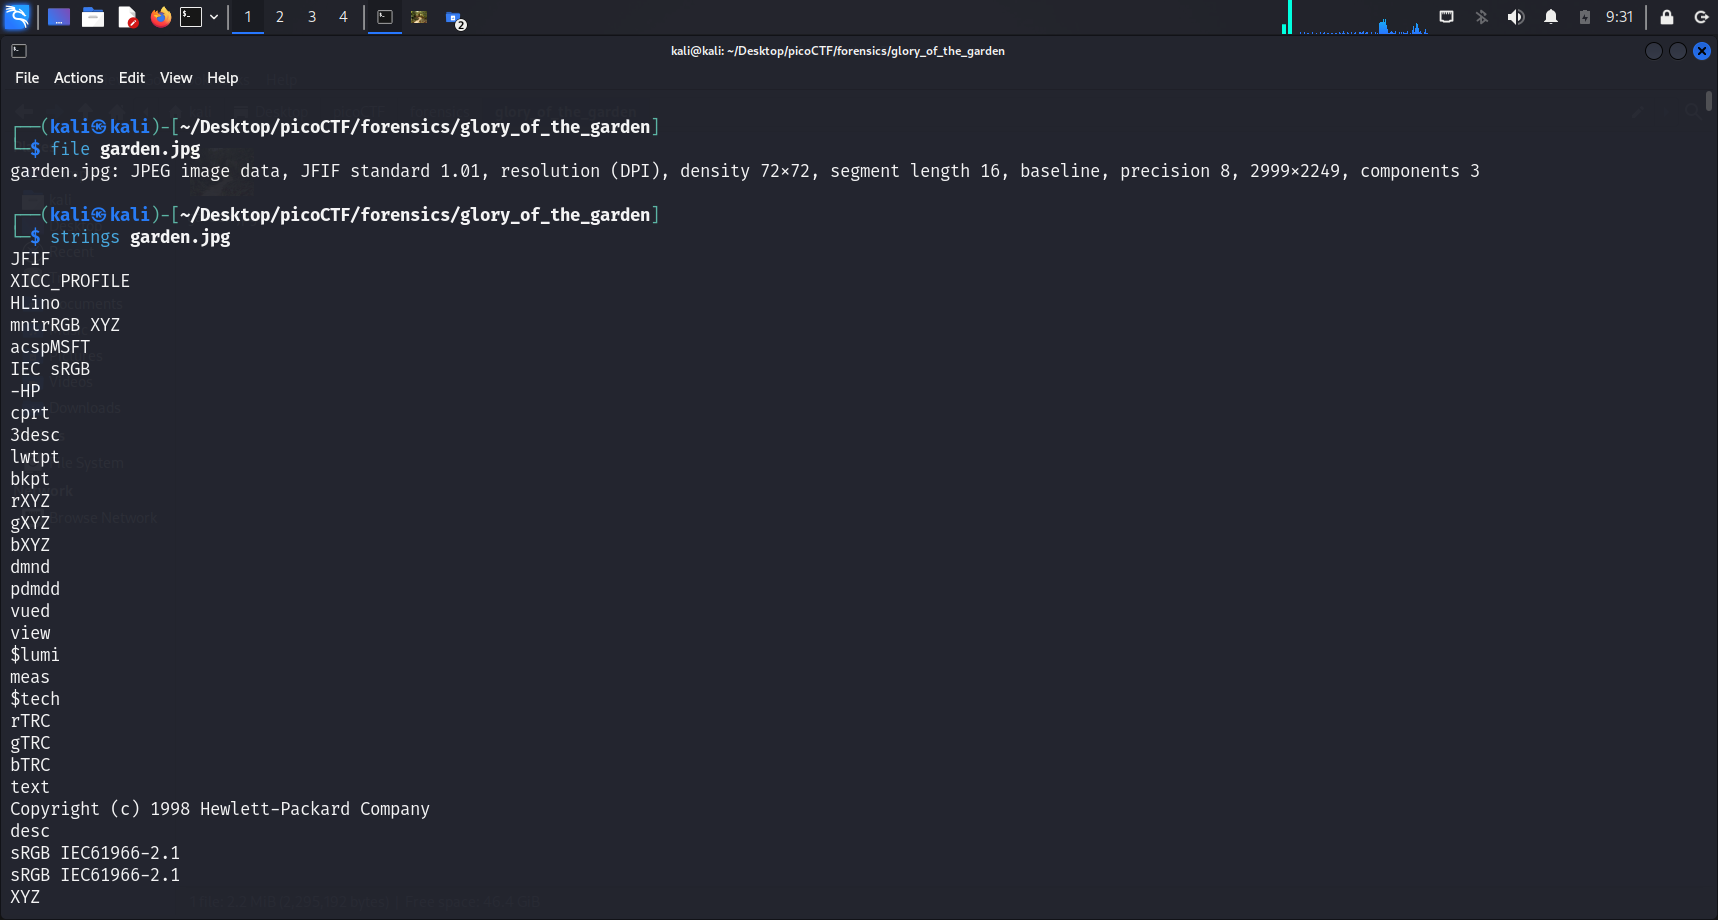 1 2 3 4 2 9:31
kali@kali: ~/Desktop/picoCTF/forensics/glory_of_the_garden
File Actions Edit View Help
┌──(kali㉿kali)-[~/Desktop/picoCTF/forensics/glory_of_the_garden]
└─$ file garden.jpg
garden.jpg: JPEG image data, JFIF standard 1.01, resolution (DPI), density 72×72, segment length 16, baseline, precision 8, 2999×2249, components 3
┌──(kali㉿kali)-[~/Desktop/picoCTF/forensics/glory_of_the_garden]
└─$ strings garden.jpg
JFIF
XICC_PROFILE
HLino
mntrRGB XYZ
acspMSFT
IEC sRGB
-HP
cprt
3desc
lwtpt
bkpt
rXYZ
gXYZ
bXYZ
dmnd
pdmdd
vued
view
$lumi
meas
$tech
rTRC
gTRC
bTRC
text
Copyright (c) 1998 Hewlett-Packard Company
desc
sRGB IEC61966-2.1
sRGB IEC61966-2.1
XYZ